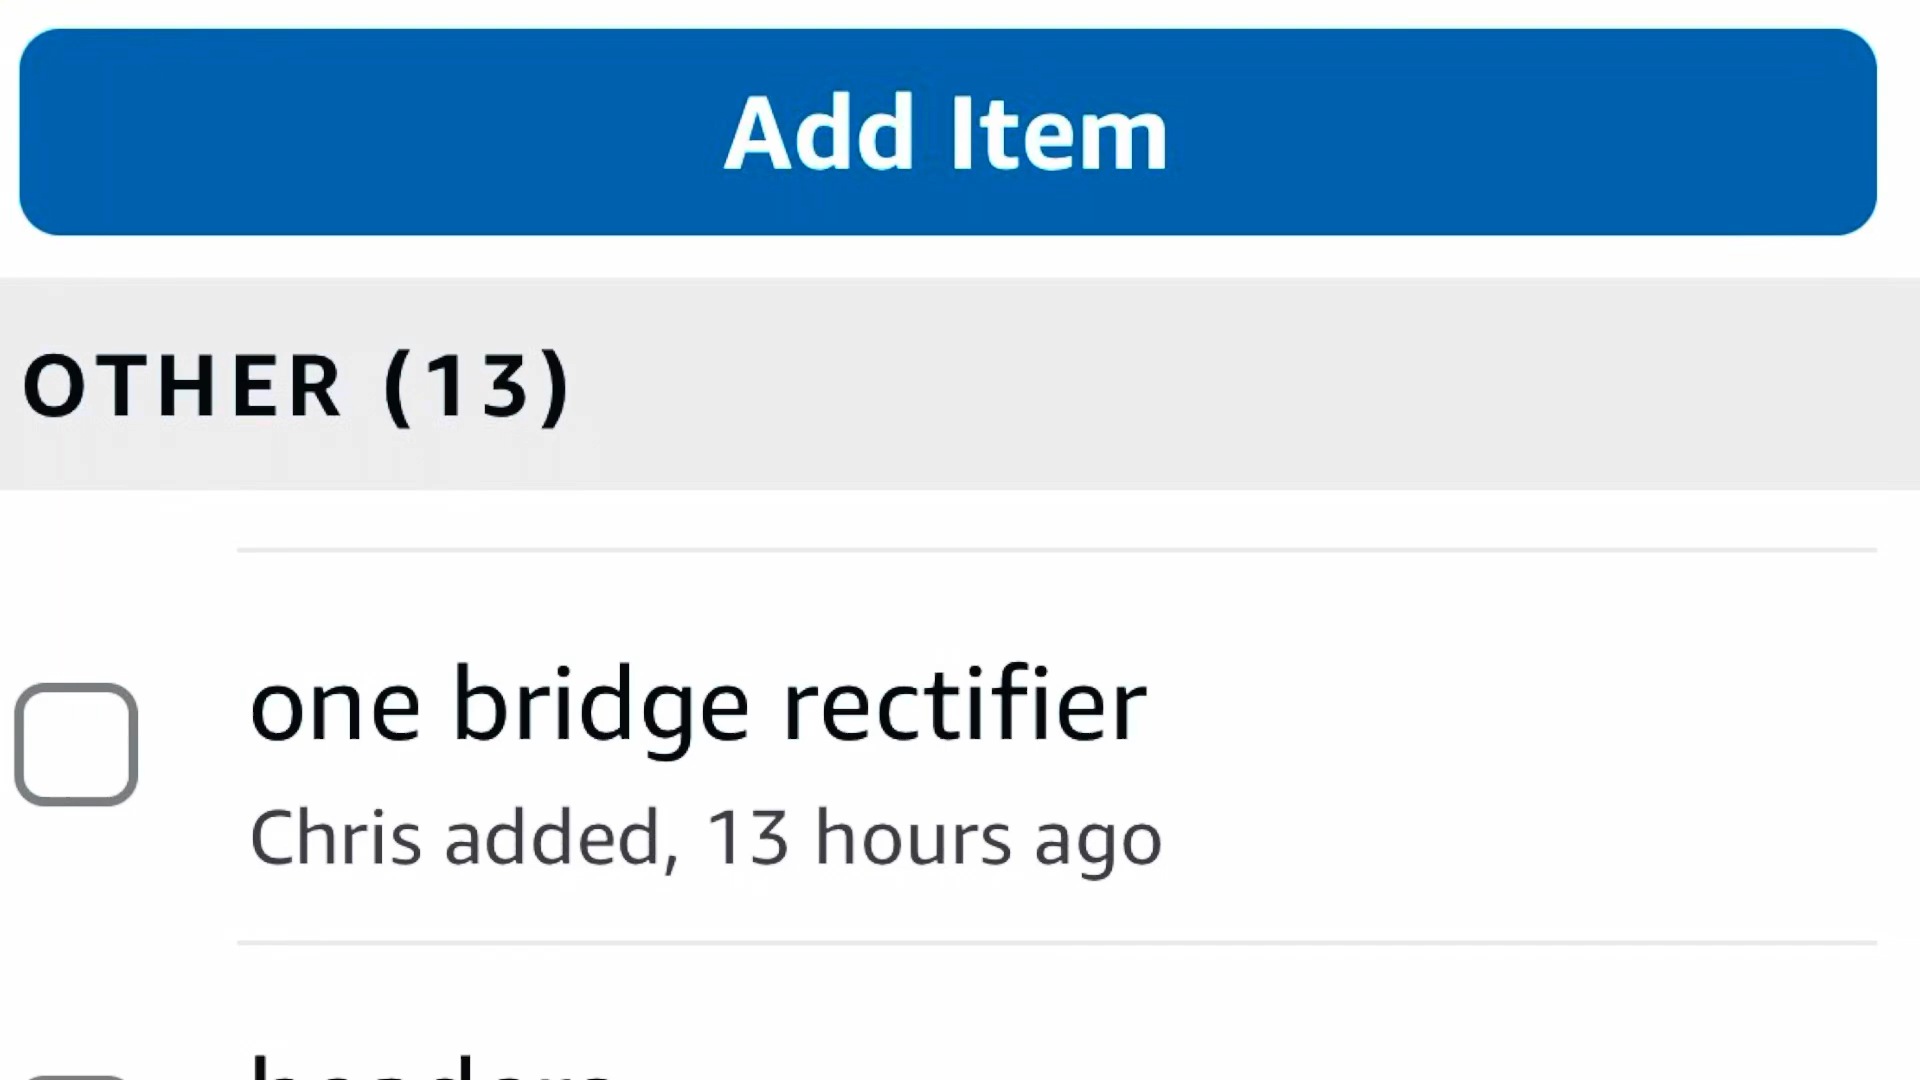 Add Item
OTHER (13)
one bridge rectifier
Chris added, 13 hours ago